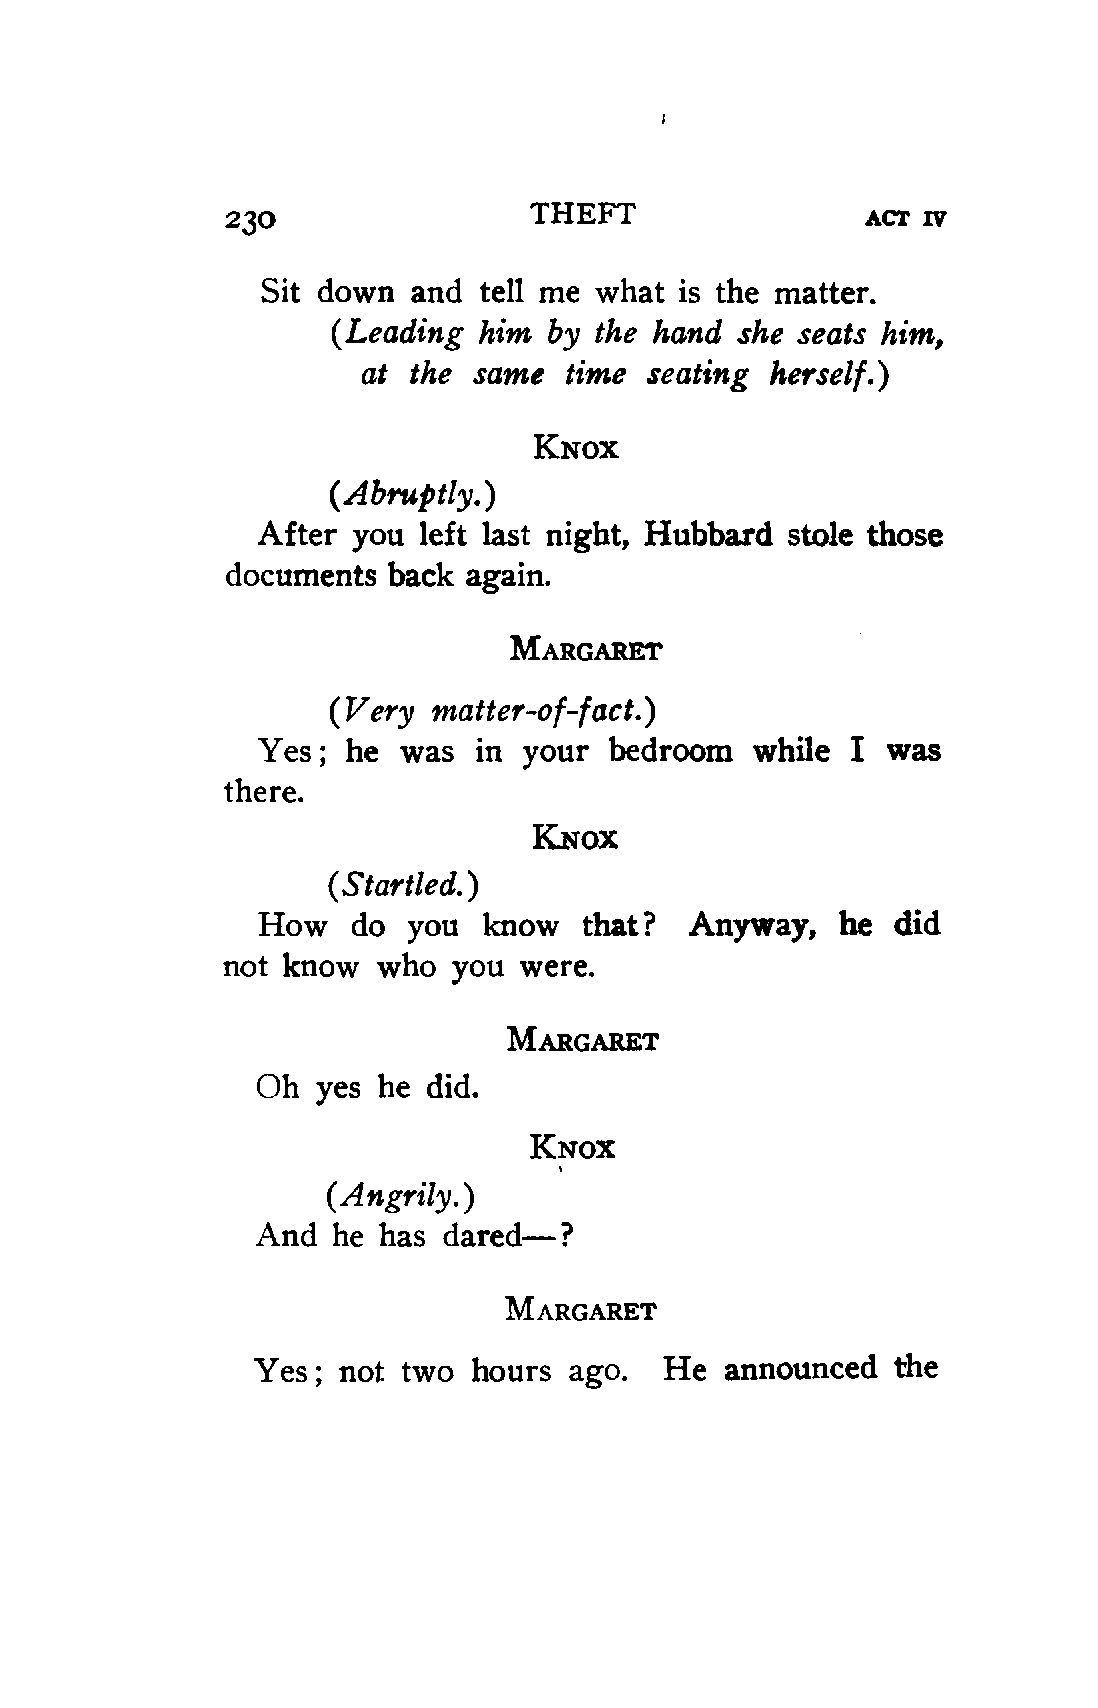 230 THEFT ACT IV
Sit down and tell me what is the matter.
(Leading him by the hand she seats him,
at the same time seating herself.)
KNOX
(Abruptly.)
After you left last night, Hubbard stole those
documents back again.
MARGARET
(Very matter-of-fact.)
Yes; he was in your bedroom while I was
there.
KNOX
(Startled.)
How do you know that? Anyway, he did
not know who you were.
MARGARET
Oh yes he did.
KNOX
(Angrily.)
And he has dared—?
MARGARET
Yes; not two hours ago. He announced the